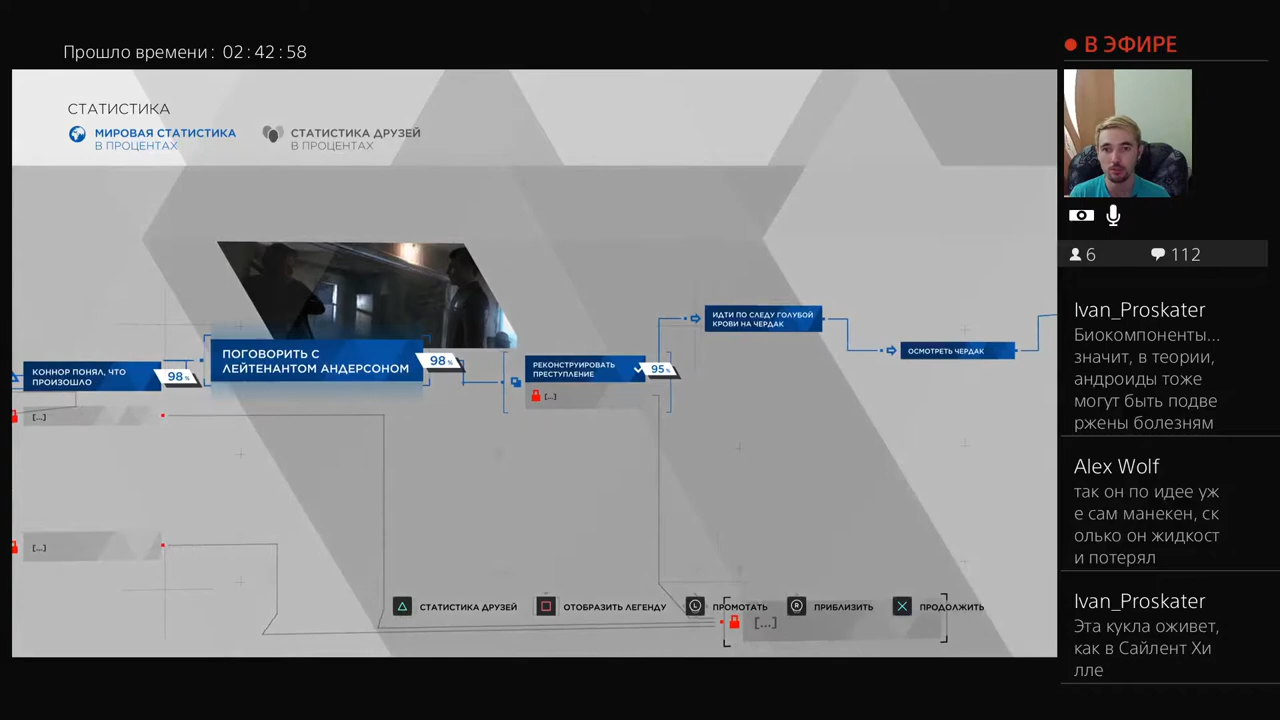 Прошло времени: 02:42:58
В ЭФИРЕ
СТАТИСТИКА
МИРОВАЯ СТАТИСТИКА
В ПРОЦЕНТАХ
СТАТИСТИКА ДРУЗЕЙ
В ПРОЦЕНТАХ
КОННОР ПОНЯЛ, ЧТО
ПРОИЗОШЛО
98%
ПОГОВОРИТЬ С
ЛЕЙТЕНАНТОМ АНДЕРСОНОМ
98%
РЕКОНСТРУИРОВАТЬ
ПРЕСТУПЛЕНИЕ
95%
[...]
ИДТИ ПО СЛЕДУ ГОЛУБОЙ
КРОВИ НА ЧЕРДАК
ОСМОТРЕТЬ ЧЕРДАК
[...]
[...]
[...]
СТАТИСТИКА ДРУЗЕЙ
ОТОБРАЗИТЬ ЛЕГЕНДУ
L ПРОМОТАТЬ
R ПРИБЛИЗИТЬ
ПРОДОЛЖИТЬ
6
112
Ivan_Proskater
Биокомпоненты...
значит, в теории,
андроиды тоже
могут быть подве
ржены болезням
Alex Wolf
так он по идее уж
е сам манекен, ск
олько он жидкост
и потерял
Ivan_Proskater
Эта кукла оживет,
как в Сайлент Хи
лле